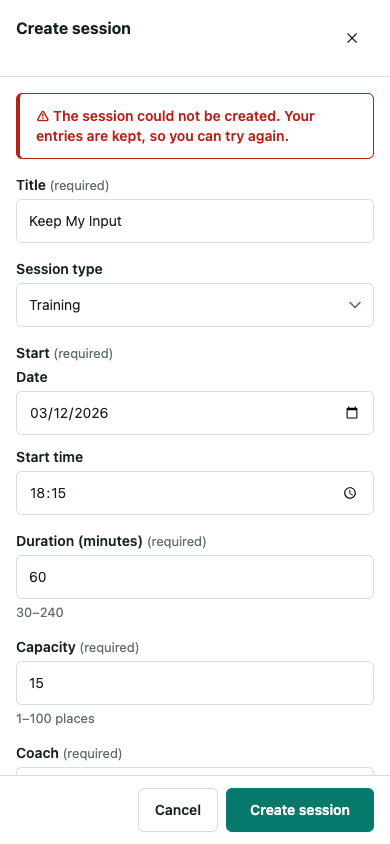 Create session
⚠ The session could not be created. Your
entries are kept, so you can try again.
Title (required)
Keep My Input
Session type
Training
Start (required)
Date
03/12/2026
Start time
18:15
Duration (minutes) (required)
60
30–240
Capacity (required)
15
1–100 places
Coach (required)
Cancel
Create session